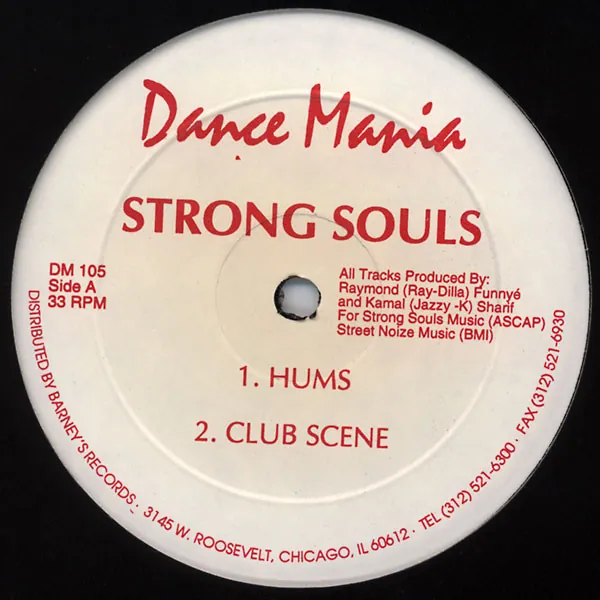 Dance Mania
STRONG SOULS
DM 105
Side A
33 RPM
All Tracks Produced By:
Raymond (Ray-Dilla) Funnyé
and Kamal (Jazzy -K) Sharif
For Strong Souls Music (ASCAP)
Street Noize Music (BMI)
1. HUMS
2. CLUB SCENE
DISTRIBUTED BY BARNEY'S RECORDS · 3145 W. ROOSEVELT, CHICAGO, IL 60612 · TEL (312) 521-6300 · FAX (312) 521-6930